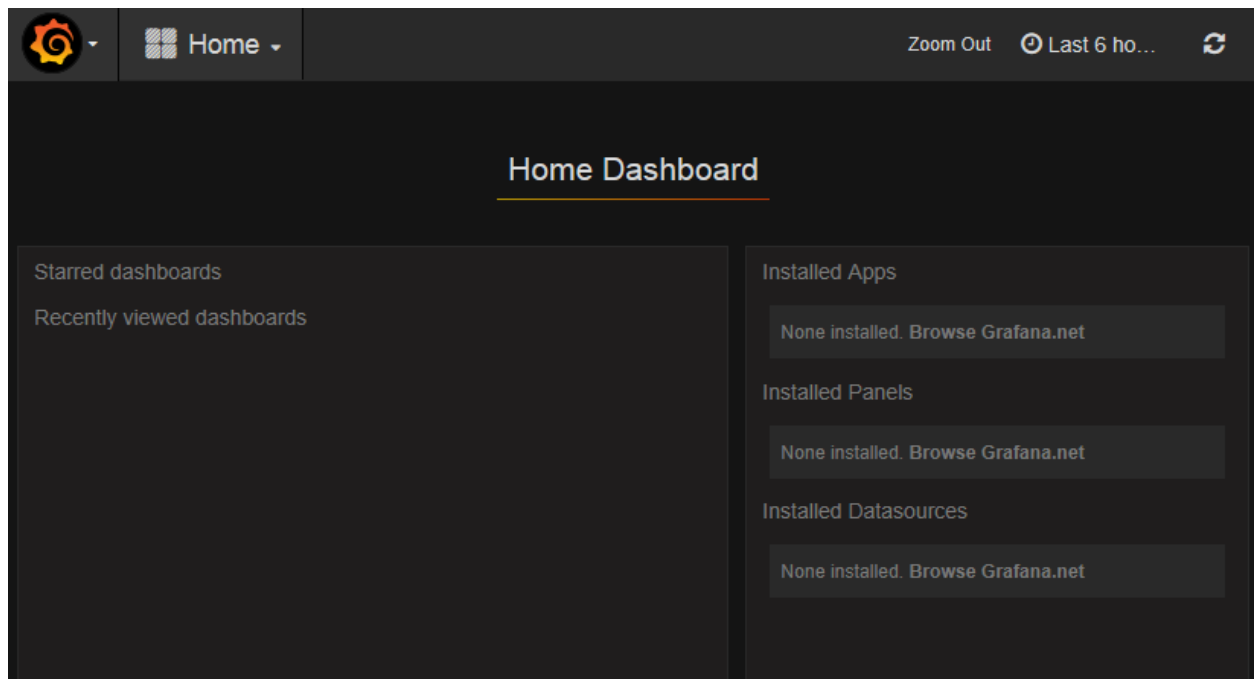 Home
Zoom Out
Last 6 ho...
Home Dashboard
Starred dashboards
Recently viewed dashboards
Installed Apps
None installed. Browse Grafana.net
Installed Panels
None installed. Browse Grafana.net
Installed Datasources
None installed. Browse Grafana.net